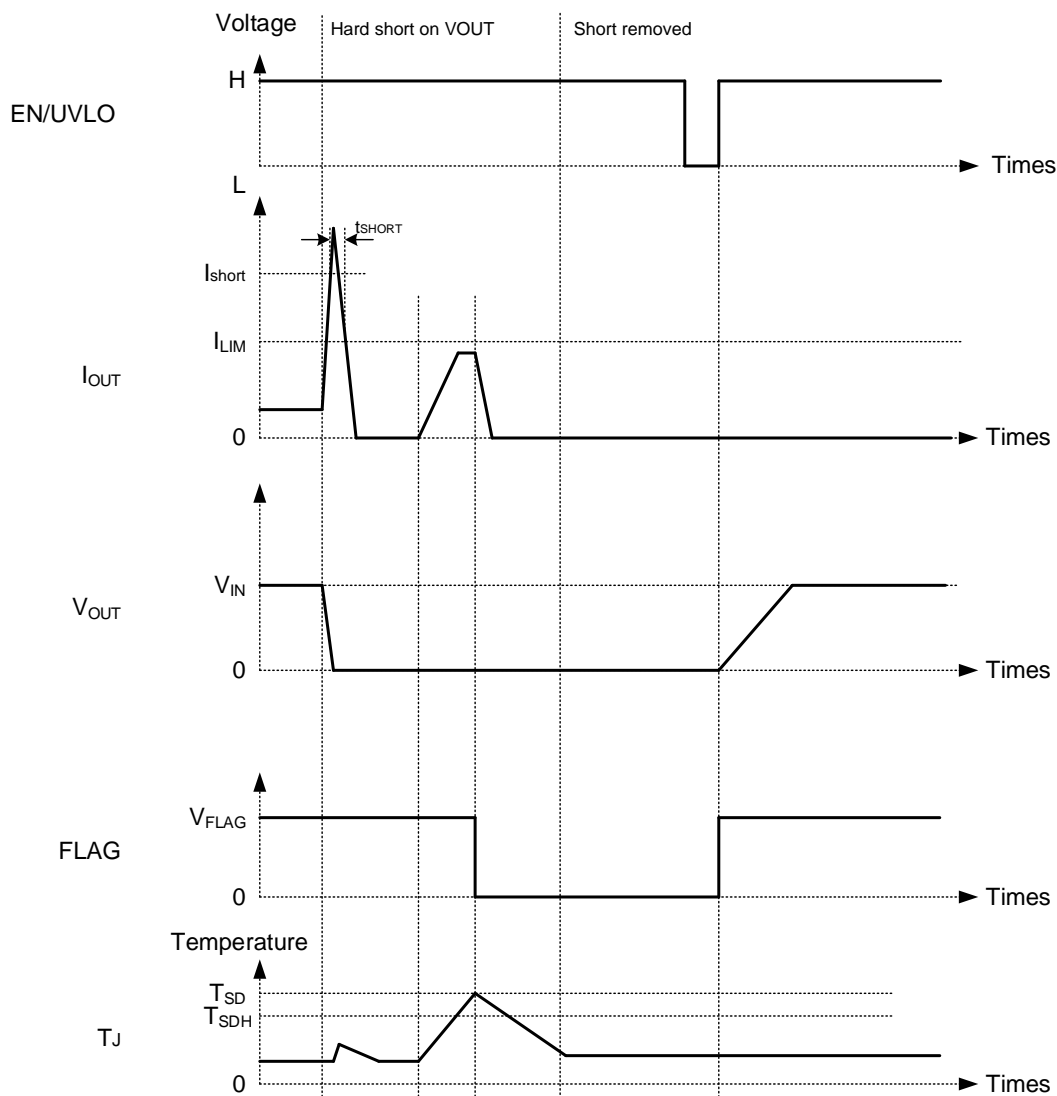 Voltage
Hard short on VOUT
Short removed
H
EN/UVLO
Times
L
tSHORT
Ishort
ILIM
IOUT
0
Times
VIN
VOUT
0
Times
VFLAG
FLAG
0
Times
Temperature
TSD
TSDH
TJ
0
Times